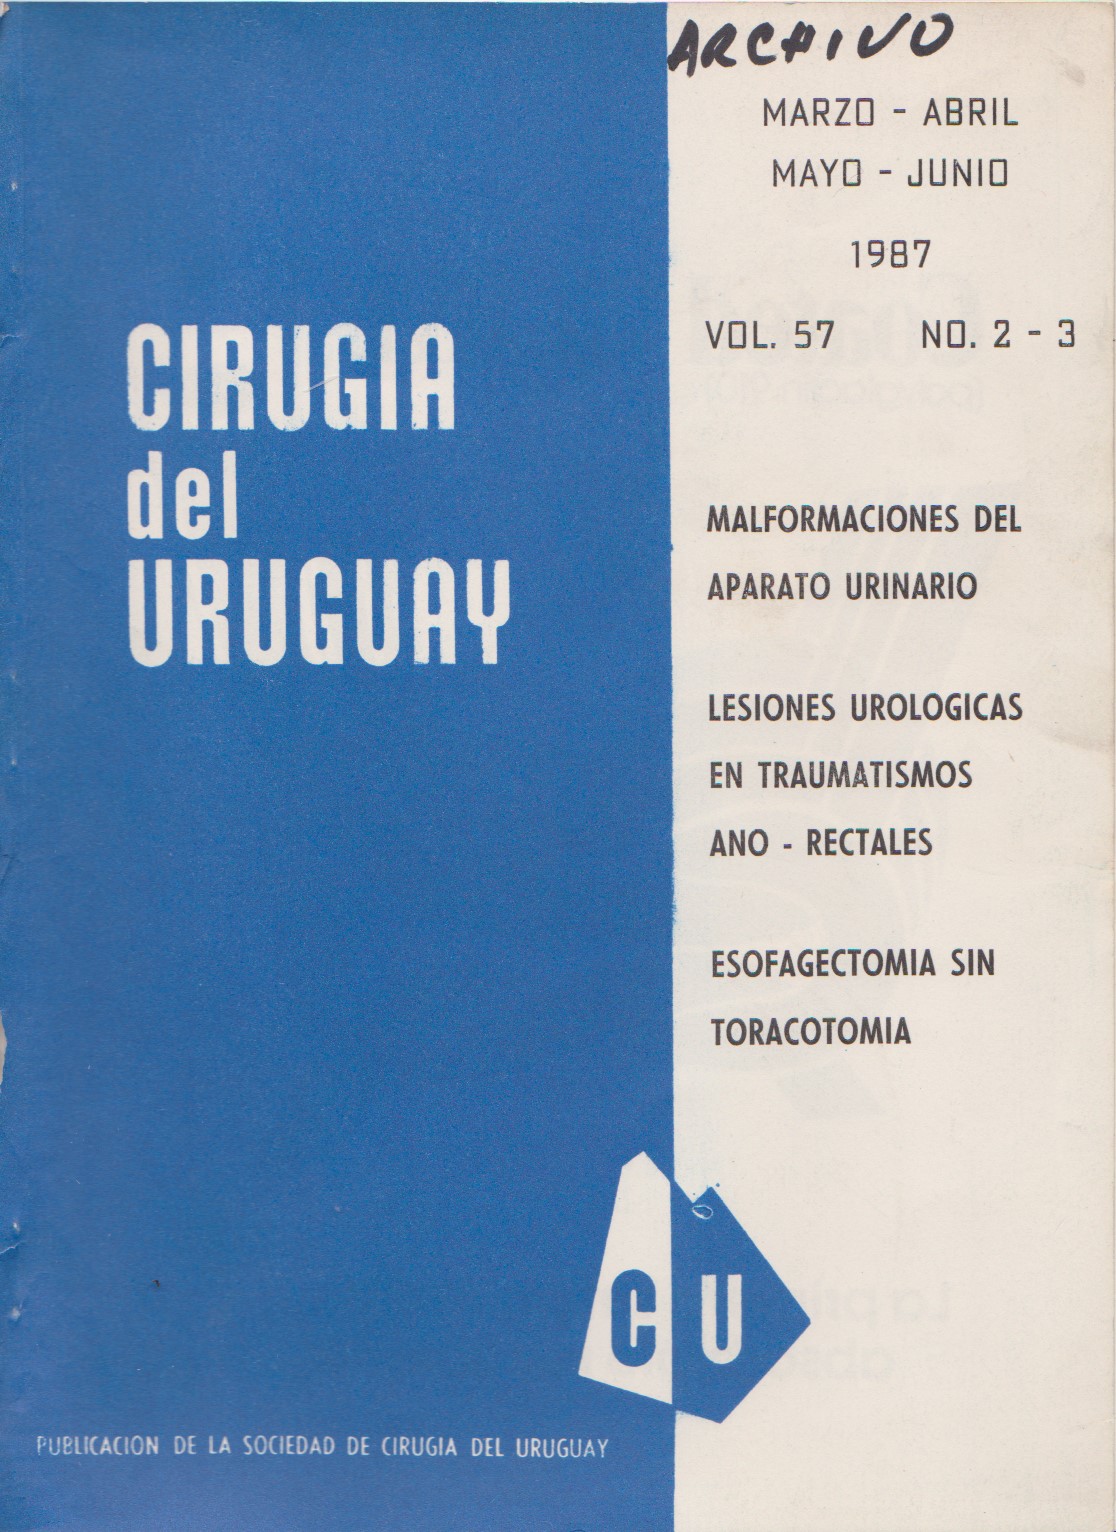 ARCHIVO
MARZO - ABRIL
MAYO - JUNIO
1987
VOL. 57 NO. 2 - 3
CIRUGIA
del
URUGUAY
MALFORMACIONES DEL
APARATO URINARIO
LESIONES UROLOGICAS
EN TRAUMATISMOS
ANO - RECTALES
ESOFAGECTOMIA SIN
TORACOTOMIA
CU
PUBLICACION DE LA SOCIEDAD DE CIRUGIA DEL URUGUAY